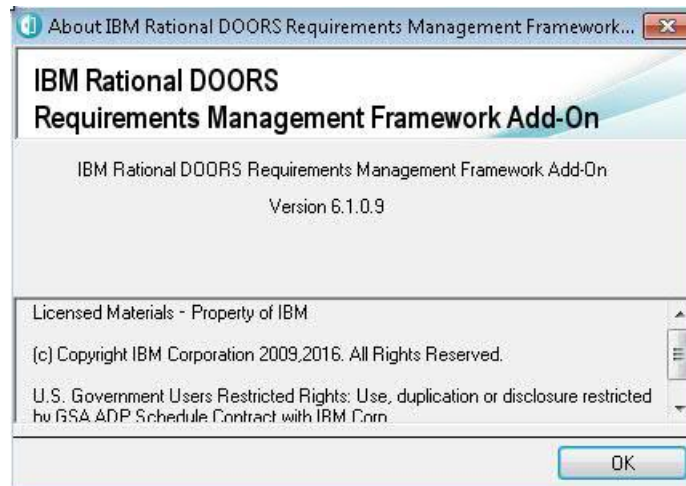 About IBM Rational DOORS Requirements Management Framework...
IBM Rational DOORS
Requirements Management Framework Add-On
IBM Rational DOORS Requirements Management Framework Add-On
Version 6.1.0.9
Licensed Materials - Property of IBM
(c) Copyright IBM Corporation 2009,2016. All Rights Reserved.
U.S. Government Users Restricted Rights: Use, duplication or disclosure restricted
by GSA ADP Schedule Contract with IBM Corp
OK